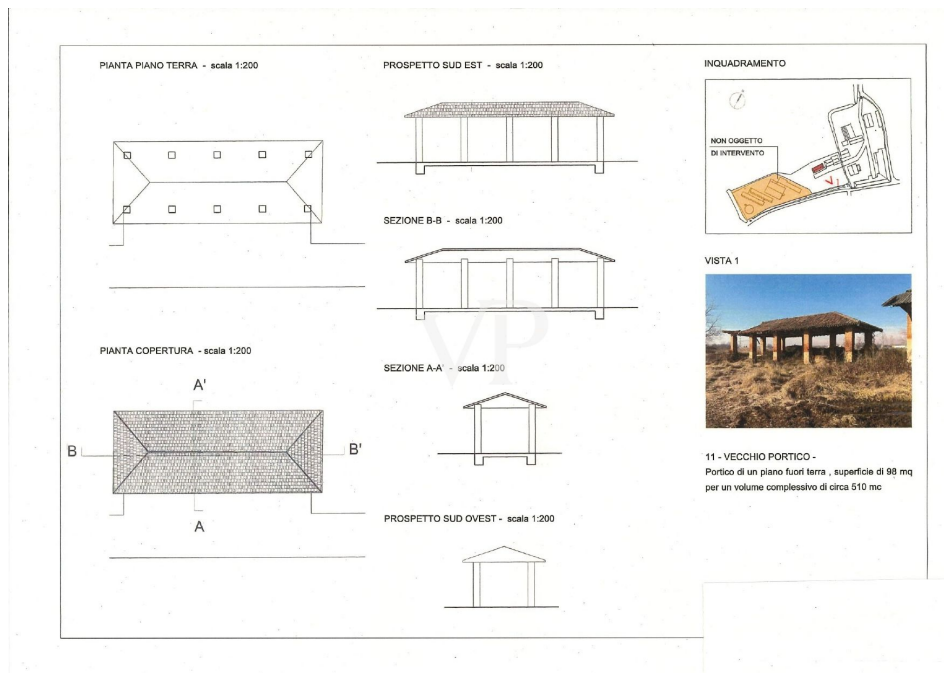 PIANTA PIANO TERRA - scala 1:200
PROSPETTO SUD EST - scala 1:200
INQUADRAMENTO
NON OGGETTO
DI INTERVENTO
1
SEZIONE B-B - scala 1:200
VISTA 1
VP
PIANTA COPERTURA - scala 1:200
SEZIONE A-A' - scala 1:200
A'
B
B'
A
11 - VECCHIO PORTICO -
Portico di un piano fuori terra , superficie di 98 mq
per un volume complessivo di circa 510 mc
PROSPETTO SUD OVEST - scala 1:200